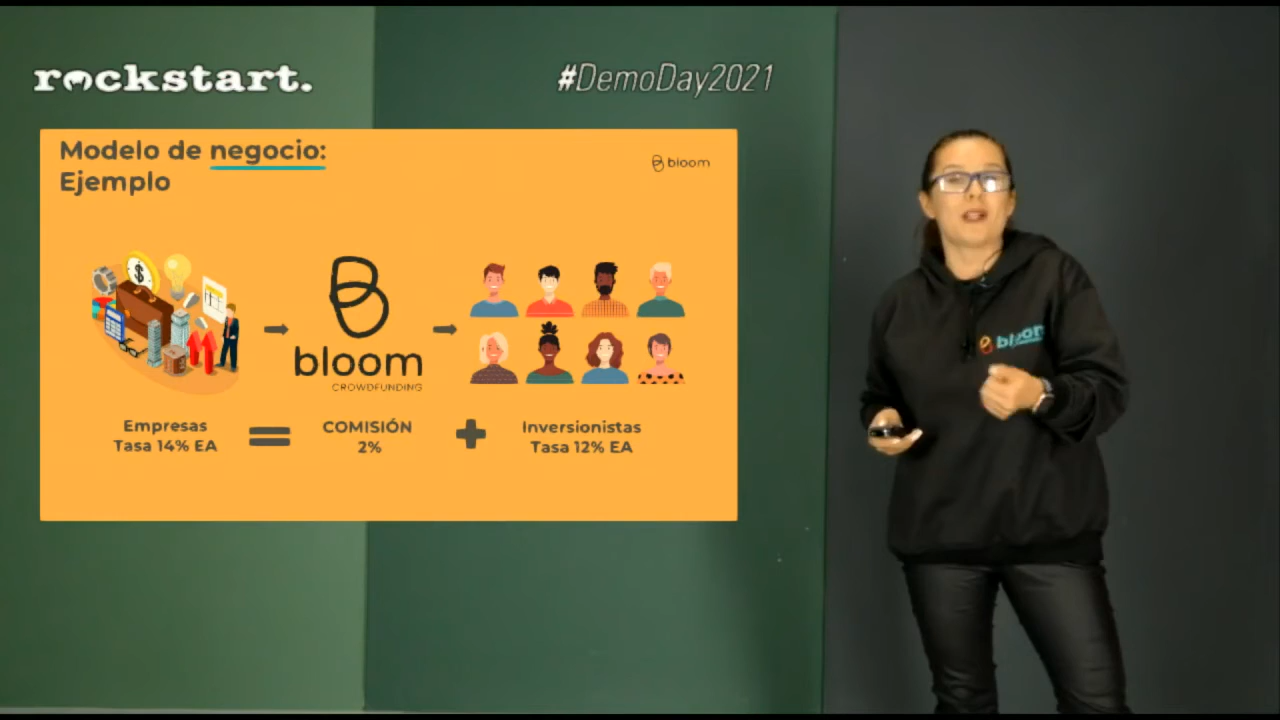 rockstart.
#DemoDay2021
Modelo de negocio:
Ejemplo
bloom
bloom
CROWDFUNDING
Empresas
Tasa 14% EA
=
COMISIÓN
2%
+
Inversionistas
Tasa 12% EA
bloom